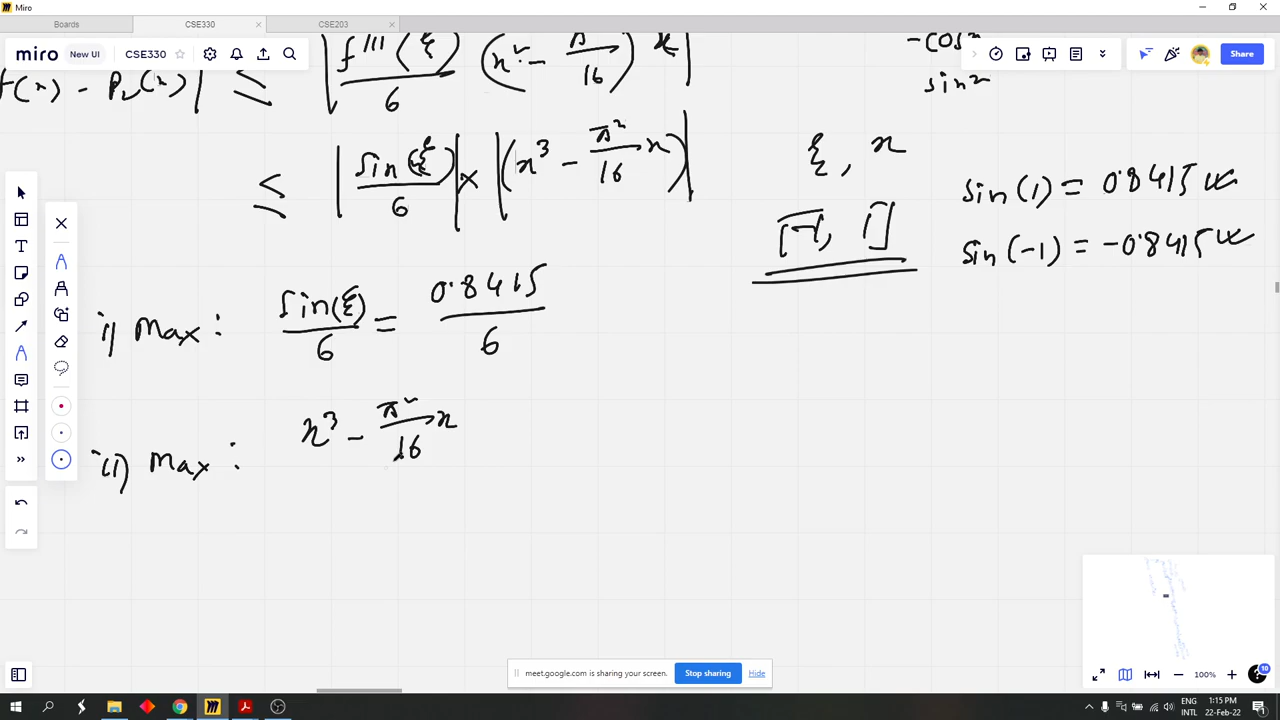 Miro
Boards
CSE330
CSE203
miro
New UI
CSE330
Share
f(x) - P₂(x)| ≤ | f'''(ξ) / 6 (x² - π² / 16) x |
-cosx
sinx
≤ | sin(ξ) / 6 | × | (x³ - π² / 16 x) |
ξ, x
[-1, 1]
sin(1) = 0.8415
sin(-1) = -0.8415
i) Max : sin(ξ) / 6 = 0.8415 / 6
ii) Max : x³ - π² / 16 x
meet.google.com is sharing your screen.
Stop sharing
Hide
100%
10
1:15 PM
INTL
22-Feb-22